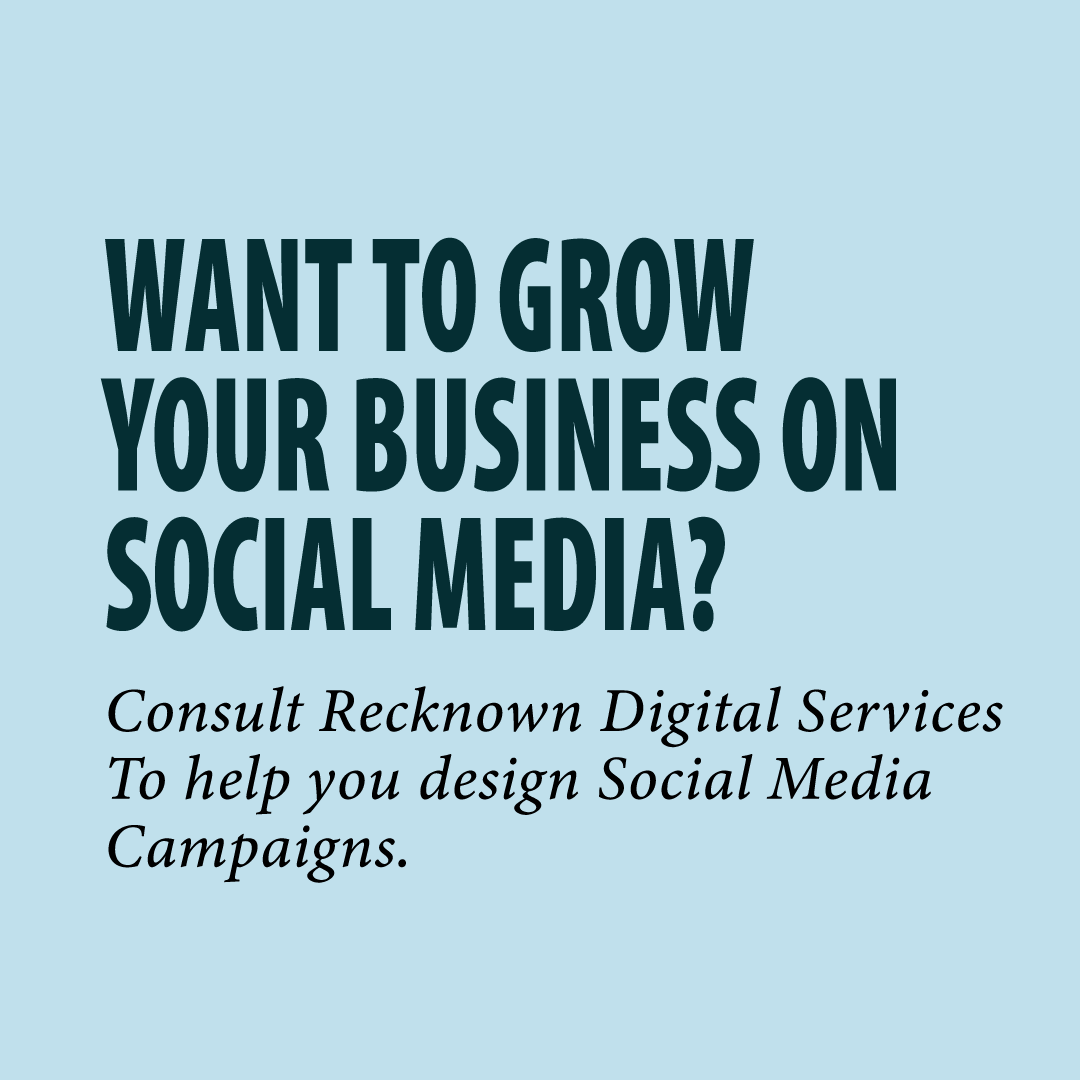 WANT TO GROW
YOUR BUSINESS ON
SOCIAL MEDIA?
Consult Recknown Digital Services
To help you design Social Media
Campaigns.